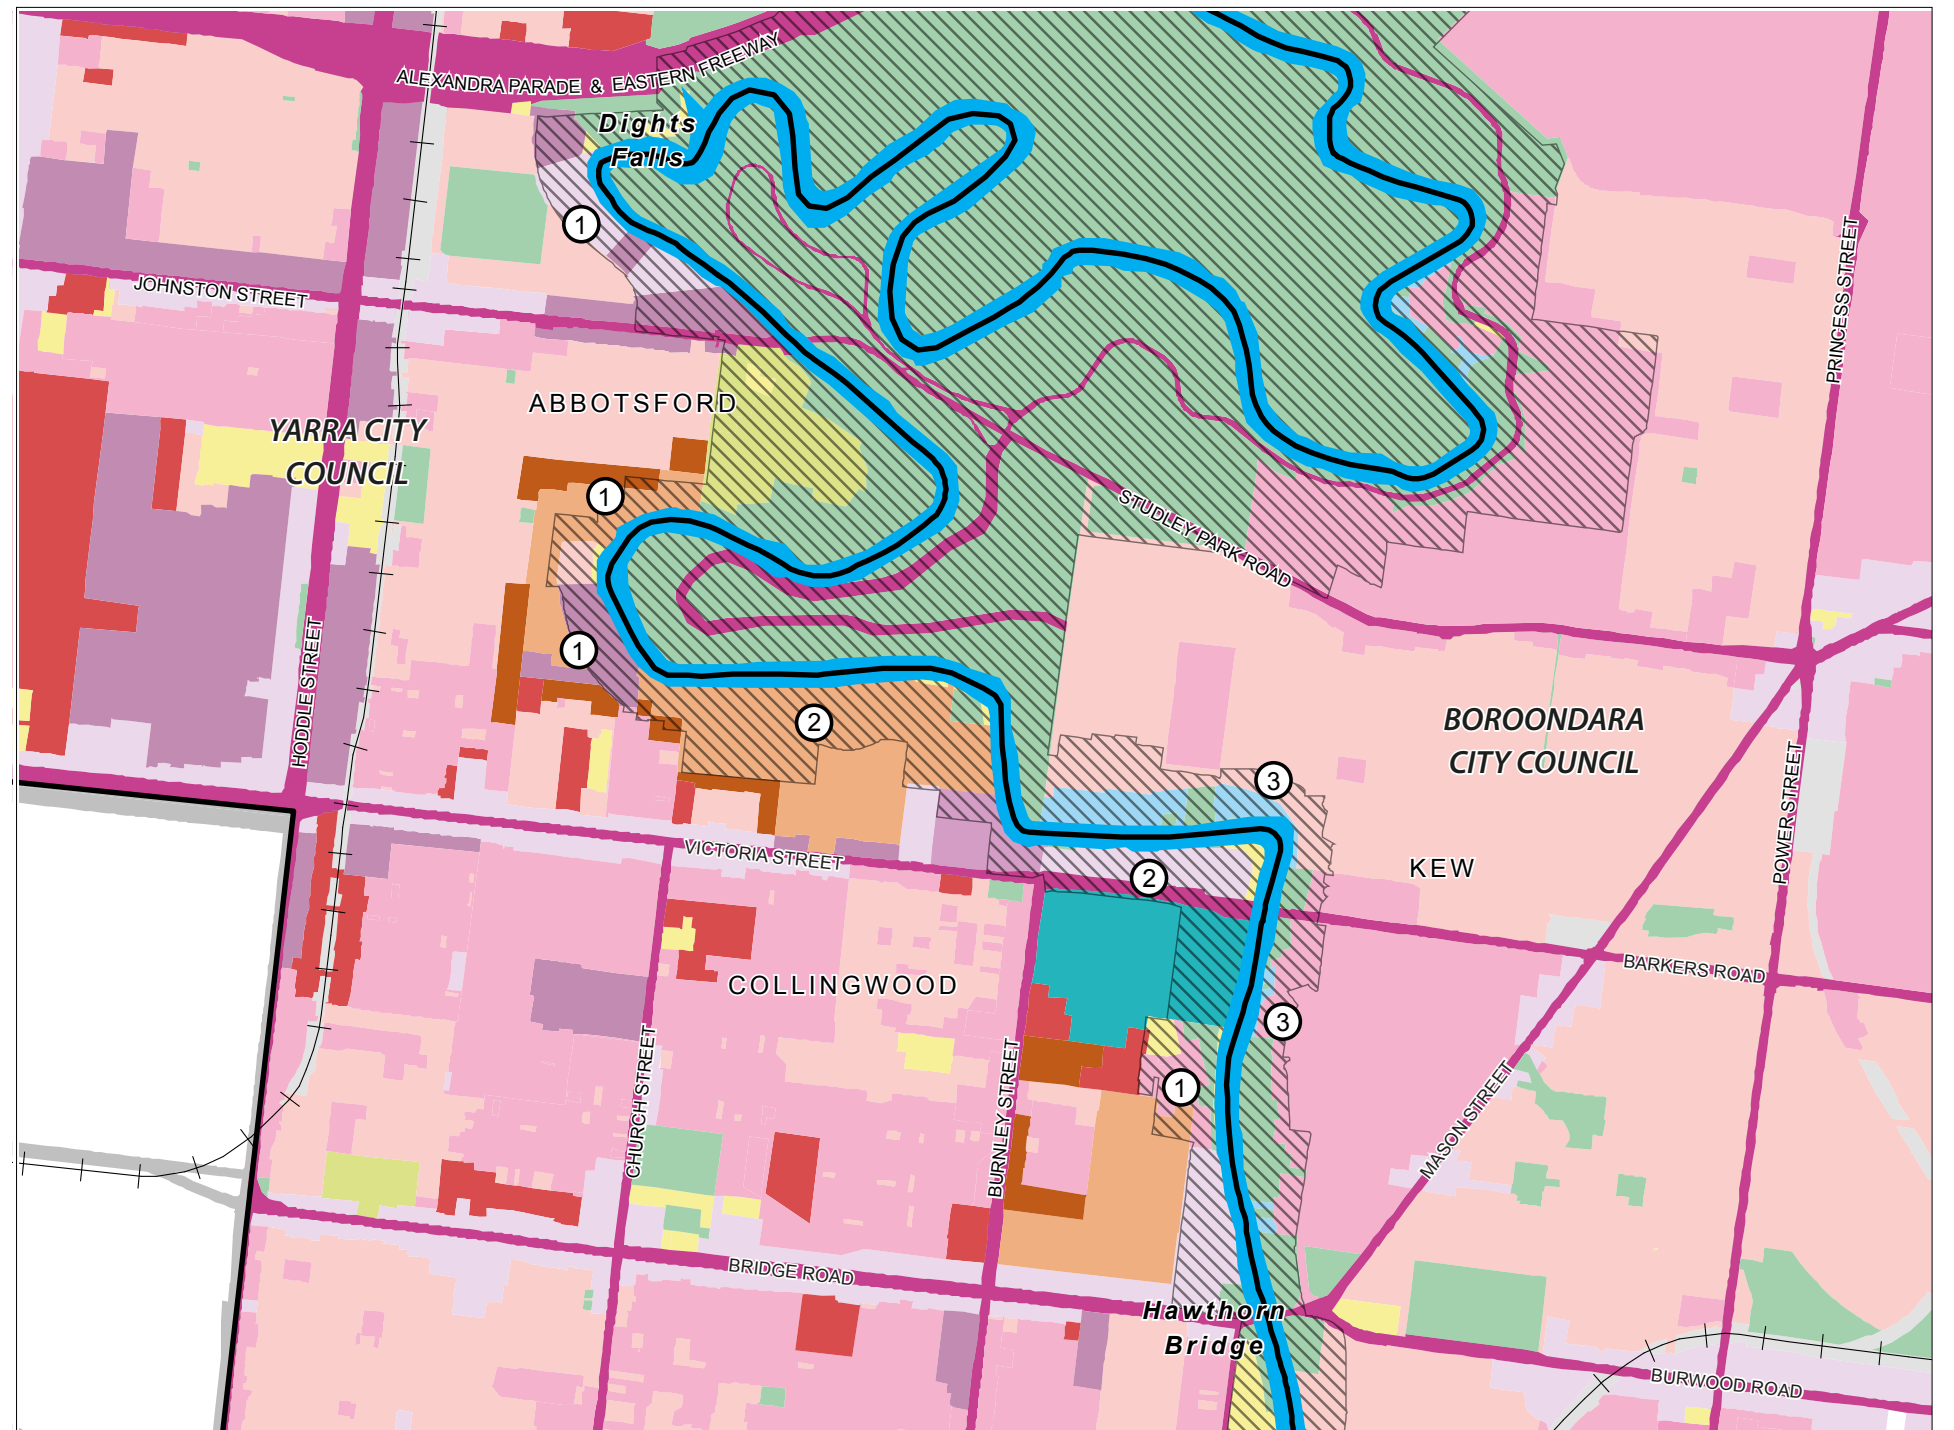 ALEXANDRA PARADE & EASTERN FREEWAY
Dights
Falls
1
PRINCESS STREET
JOHNSTON STREET
ABBOTSFORD
YARRA CITY
COUNCIL
1
STUDLEY PARK ROAD
1
HODDLE STREET
2
BOROONDARA
CITY COUNCIL
3
POWER STREET
VICTORIA STREET
2
KEW
BARKERS ROAD
COLLINGWOOD
3
CHURCH STREET
BURNLEY STREET
1
MASON STREET
BRIDGE ROAD
Hawthorn
Bridge
BURWOOD ROAD